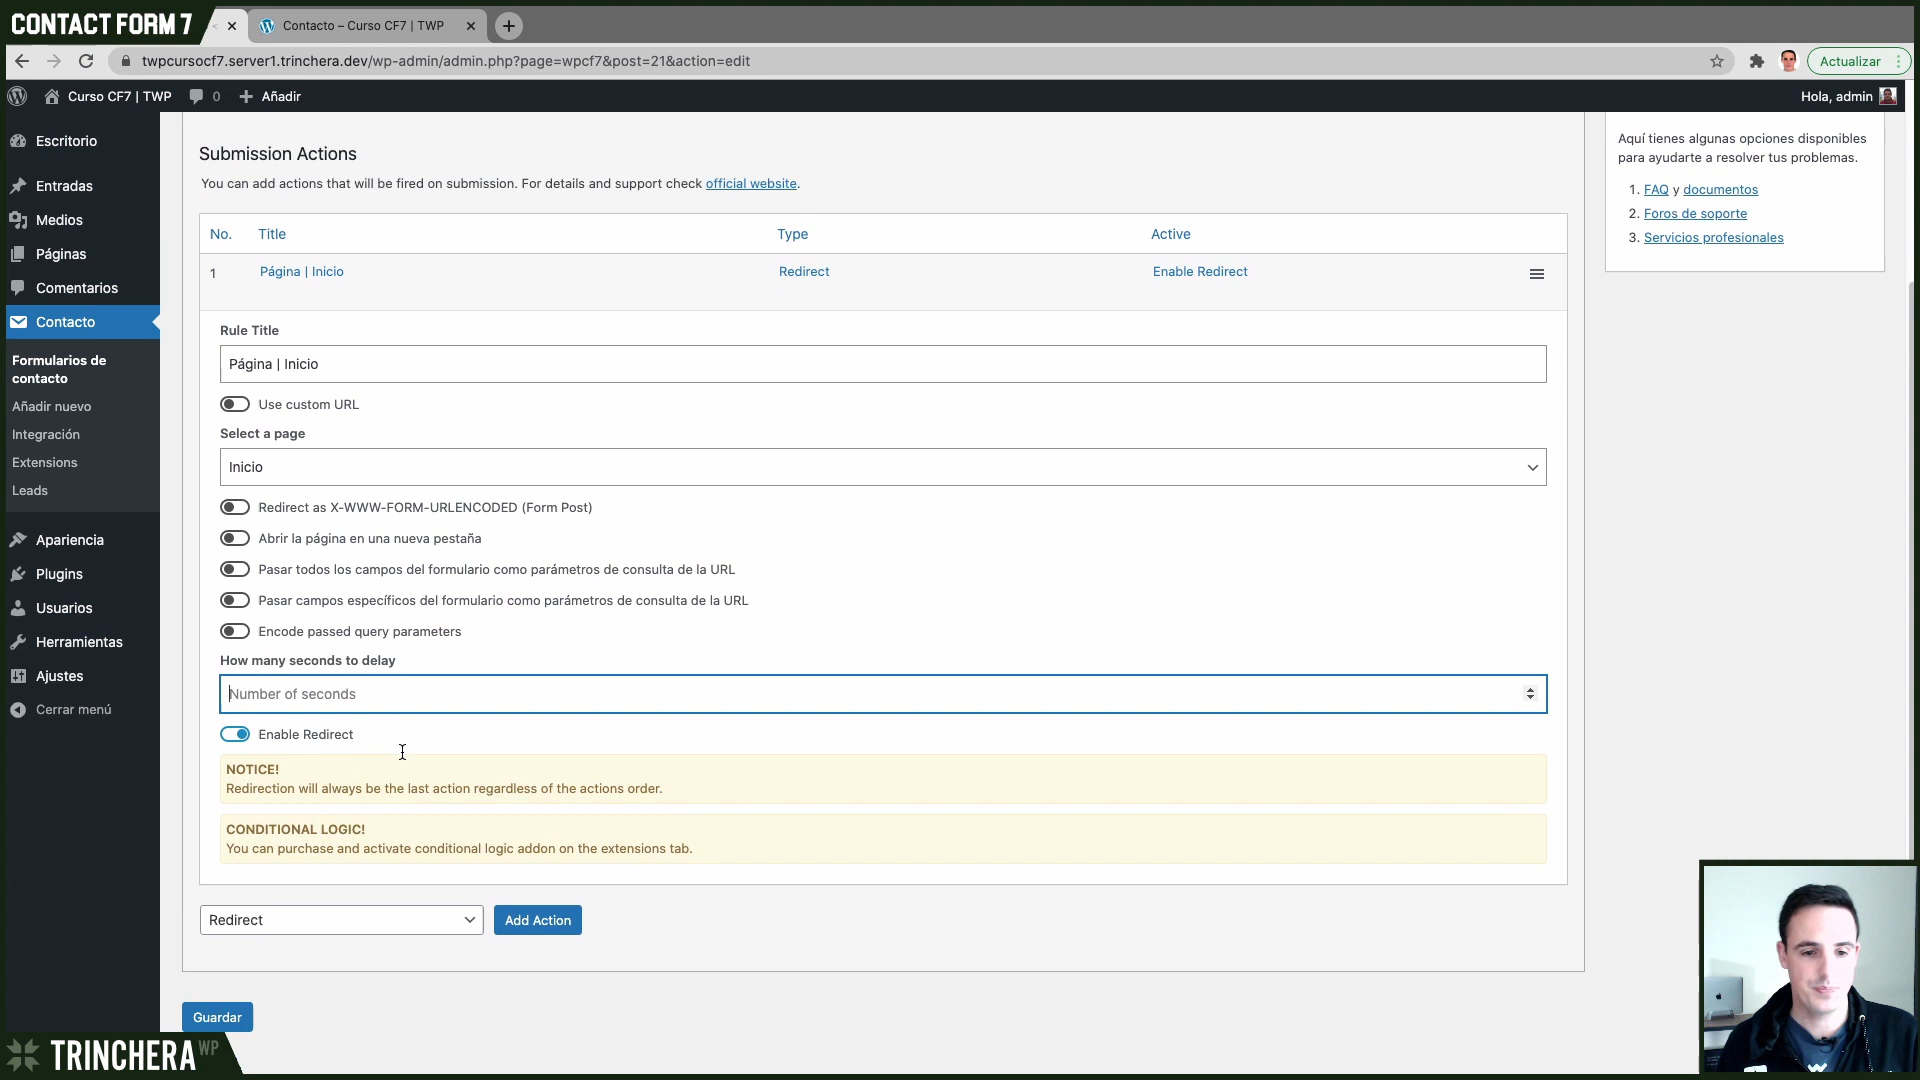 CONTACT FORM 7
Contacto – Curso CF7 | TWP
twpcursocf7.server1.trinchera.dev/wp-admin/admin.php?page=wpcf7&post=21&action=edit
Actualizar
Curso CF7 | TWP
0
Añadir
Hola, admin
Escritorio
Entradas
Medios
Páginas
Comentarios
Contacto
Formularios de
contacto
Añadir nuevo
Integración
Extensions
Leads
Apariencia
Plugins
Usuarios
Herramientas
Ajustes
Cerrar menú
Submission Actions
You can add actions that will be fired on submission. For details and support check official website.
No. Title Type Active
1 Página | Inicio Redirect Enable Redirect
Rule Title
Página | Inicio
Use custom URL
Select a page
Inicio
Redirect as X-WWW-FORM-URLENCODED (Form Post)
Abrir la página en una nueva pestaña
Pasar todos los campos del formulario como parámetros de consulta de la URL
Pasar campos específicos del formulario como parámetros de consulta de la URL
Encode passed query parameters
How many seconds to delay
Number of seconds
Enable Redirect
NOTICE!
Redirection will always be the last action regardless of the actions order.
CONDITIONAL LOGIC!
You can purchase and activate conditional logic addon on the extensions tab.
Redirect
Add Action
Guardar
Aquí tienes algunas opciones disponibles
para ayudarte a resolver tus problemas.
1. FAQ y documentos
2. Foros de soporte
3. Servicios profesionales
TRINCHERA WP